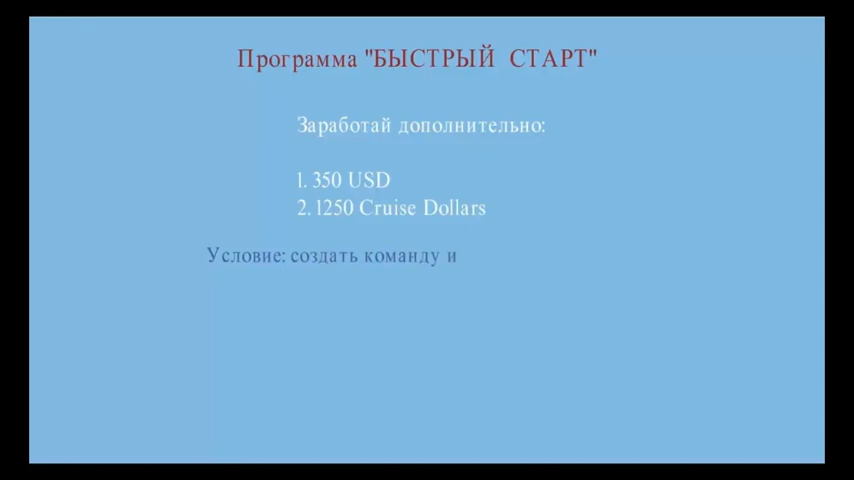 Программа "БЫСТРЫЙ СТАРТ"
Заработай дополнительно:
1. 350 USD
2. 1250 Cruise Dollars
Условие: создать команду и